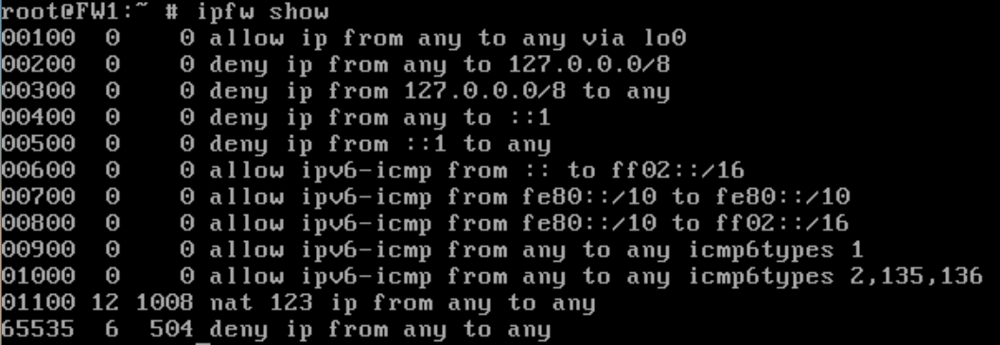 root@FW1:~ # ipfw show
00100  0    0 allow ip from any to any via lo0
00200  0    0 deny ip from any to 127.0.0.0/8
00300  0    0 deny ip from 127.0.0.0/8 to any
00400  0    0 deny ip from any to ::1
00500  0    0 deny ip from ::1 to any
00600  0    0 allow ipv6-icmp from :: to ff02::/16
00700  0    0 allow ipv6-icmp from fe80::/10 to fe80::/10
00800  0    0 allow ipv6-icmp from fe80::/10 to ff02::/16
00900  0    0 allow ipv6-icmp from any to any icmp6types 1
01000  0    0 allow ipv6-icmp from any to any icmp6types 2,135,136
01100 12 1008 nat 123 ip from any to any
65535  6  504 deny ip from any to any